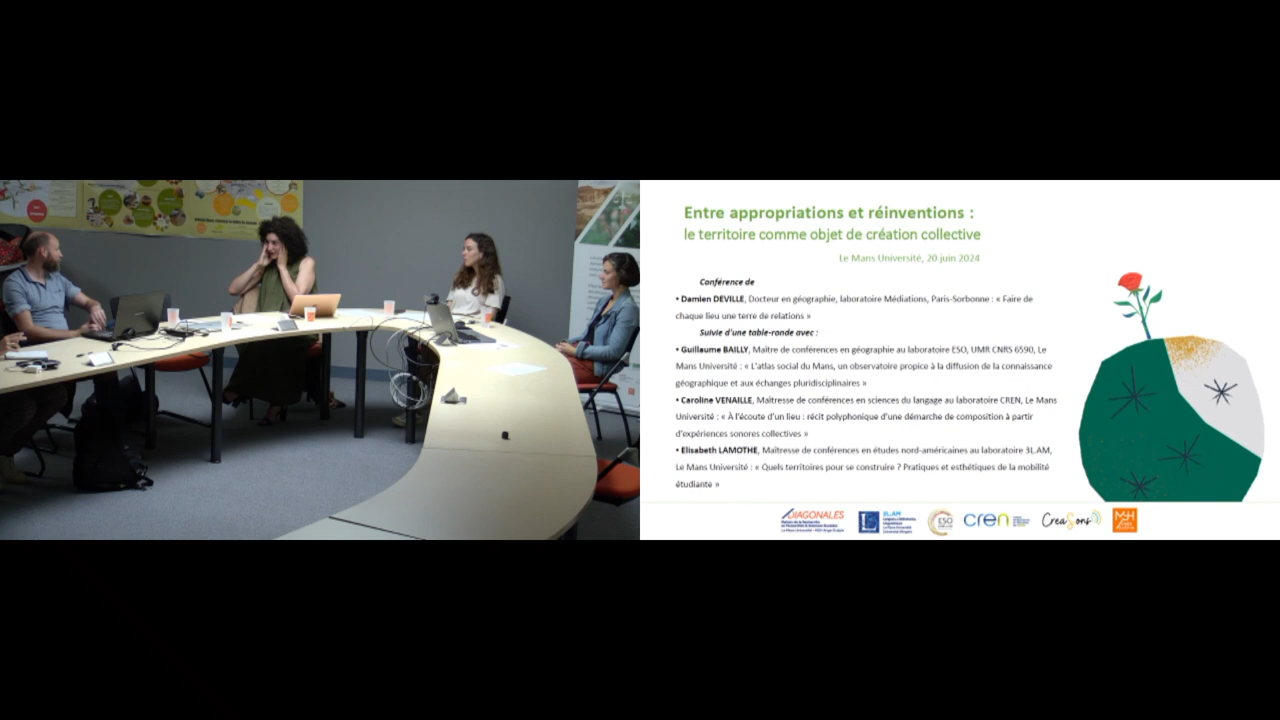 Entre appropriations et réinventions :
le territoire comme objet de création collective
Le Mans Université, 20 juin 2024
Conférence de
• Damien DEVILLE, Docteur en géographie, laboratoire Médiations, Paris-Sorbonne : « Faire de
chaque lieu une terre de relations »
Suivie d'une table-ronde avec :
• Guillaume BAILLY, Maître de conférences en géographie au laboratoire ESO, UMR CNRS 6590, Le
Mans Université : « L'atlas social du Mans, un observatoire propice à la diffusion de la connaissance
géographique et aux échanges pluridisciplinaires »
• Caroline VENAILLE, Maîtresse de conférences en sciences du langage au laboratoire CREN, Le Mans
Université : « À l'écoute d'un lieu : récit polyphonique d'une démarche de composition à partir
d'expériences sonores collectives »
• Elisabeth LAMOTHE, Maîtresse de conférences en études nord-américaines au laboratoire 3L.AM,
Le Mans Université : « Quels territoires pour se construire ? Pratiques et esthétiques de la mobilité
étudiante »
DIAGONALES
3L.AM
ESO
cren
CreaSons
MSH